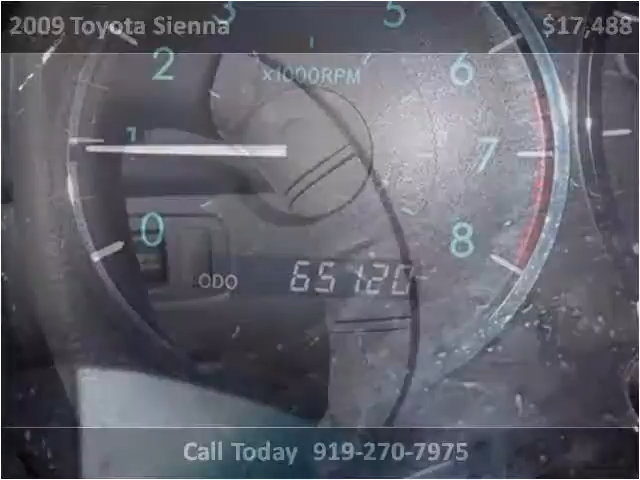 2009 Toyota Sienna $17,488
3 5
2 6
x1000RPM
1 7
0 8
ODO 65120
Call Today 919-270-7975